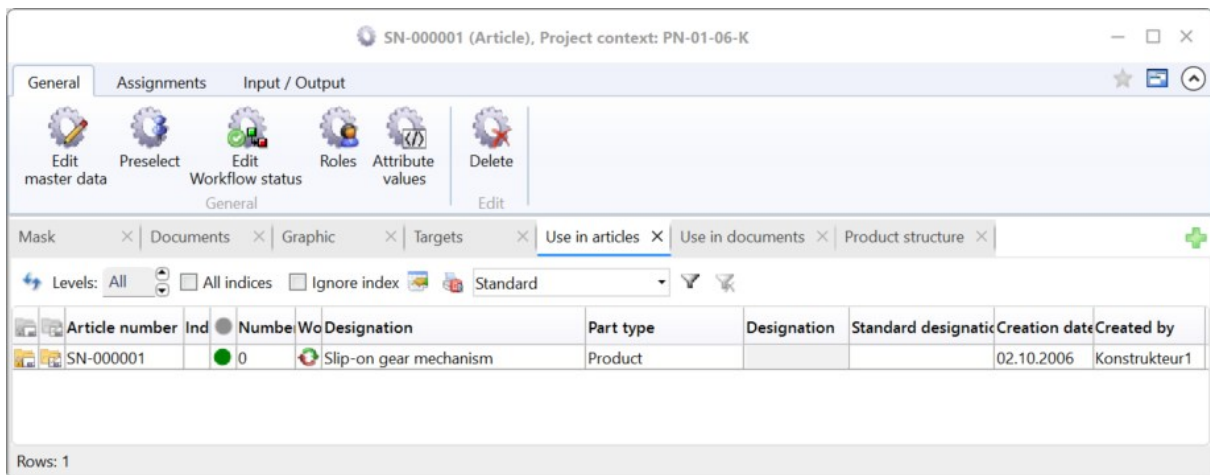 SN-000001 (Article), Project context: PN-01-06-K
General Assignments Input / Output
Edit master data
Preselect
Edit Workflow status
Roles
Attribute values
Delete
General Edit
Mask Documents Graphic Targets Use in articles Use in documents Product structure
Levels: All All indices Ignore index Standard
Article number Ind Numbe Wo Designation Part type Designation Standard designatic Creation date Created by
SN-000001 0 Slip-on gear mechanism Product 02.10.2006 Konstrukteur1
Rows: 1